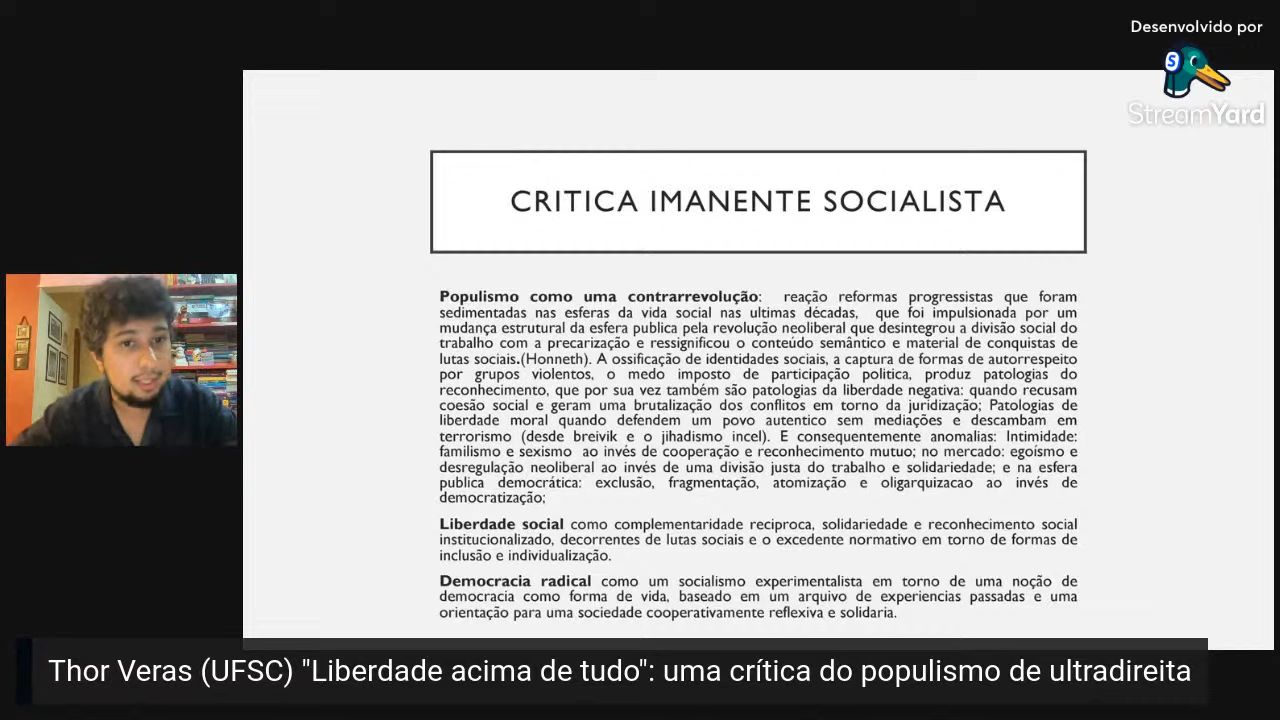 Desenvolvido por
StreamYard
CRITICA IMANENTE SOCIALISTA
Populismo como uma contrarrevolução: reação reformas progressistas que foram
sedimentadas nas esferas da vida social nas ultimas décadas, que foi impulsionada por um
mudança estrutural da esfera publica pela revolução neoliberal que desintegrou a divisão social do
trabalho com a precarização e ressignificou o conteúdo semântico e material de conquistas de
lutas sociais.(Honneth). A ossificação de identidades sociais, a captura de formas de autorrespeito
por grupos violentos, o medo imposto de participação politica, produz patologias do
reconhecimento, que por sua vez também são patologias da liberdade negativa: quando recusam
coesão social e geram uma brutalização dos conflitos em torno da juridização; Patologias de
liberdade moral quando defendem um povo autentico sem mediações e descambam em
terrorismo (desde breivik e o jihadismo incel). E consequentemente anomalias: Intimidade:
familismo e sexismo ao invés de cooperação e reconhecimento mutuo; no mercado: egoísmo e
desregulação neoliberal ao invés de uma divisão justa do trabalho e solidariedade; e na esfera
publica democrática: exclusão, fragmentação, atomização e oligarquizacao ao invés de
democratização;
Liberdade social como complementaridade reciproca, solidariedade e reconhecimento social
institucionalizado, decorrentes de lutas sociais e o excedente normativo em torno de formas de
inclusão e individualização.
Democracia radical como um socialismo experimentalista em torno de uma noção de
democracia como forma de vida, baseado em um arquivo de experiencias passadas e uma
orientação para uma sociedade cooperativamente reflexiva e solidaria.
Thor Veras (UFSC) "Liberdade acima de tudo": uma crítica do populismo de ultradireita